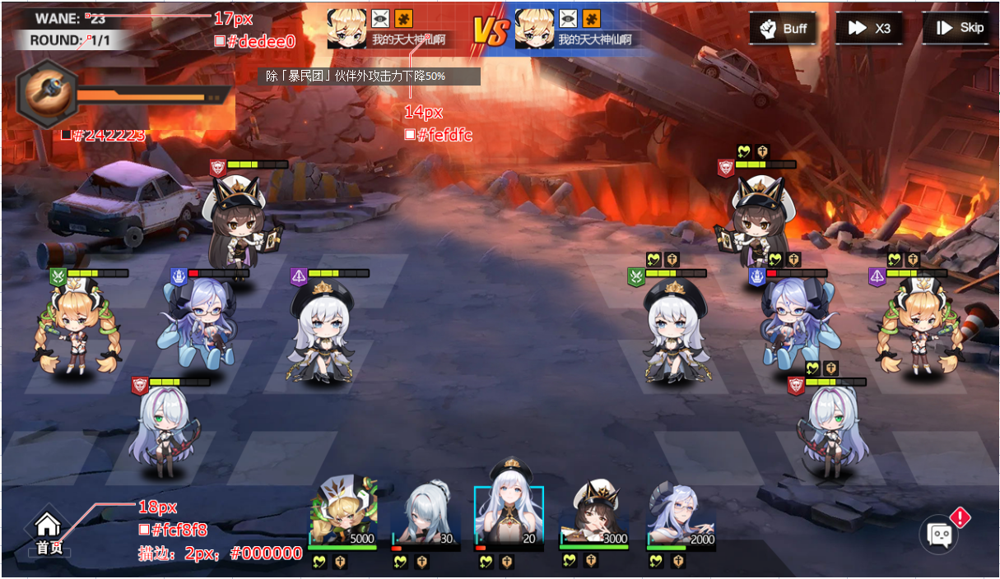 WANE: 23
17px
ROUND: 1/1
#dedee0
我的天大神仙啊
VS
我的天大神仙啊
Buff
X3
Skip
除「暴民团」伙伴外攻击力下降50%
14px
#242223
#fefdfc
18px
#fcf8f8
首页
描边：2px；#000000
5000
30
20
3000
2000